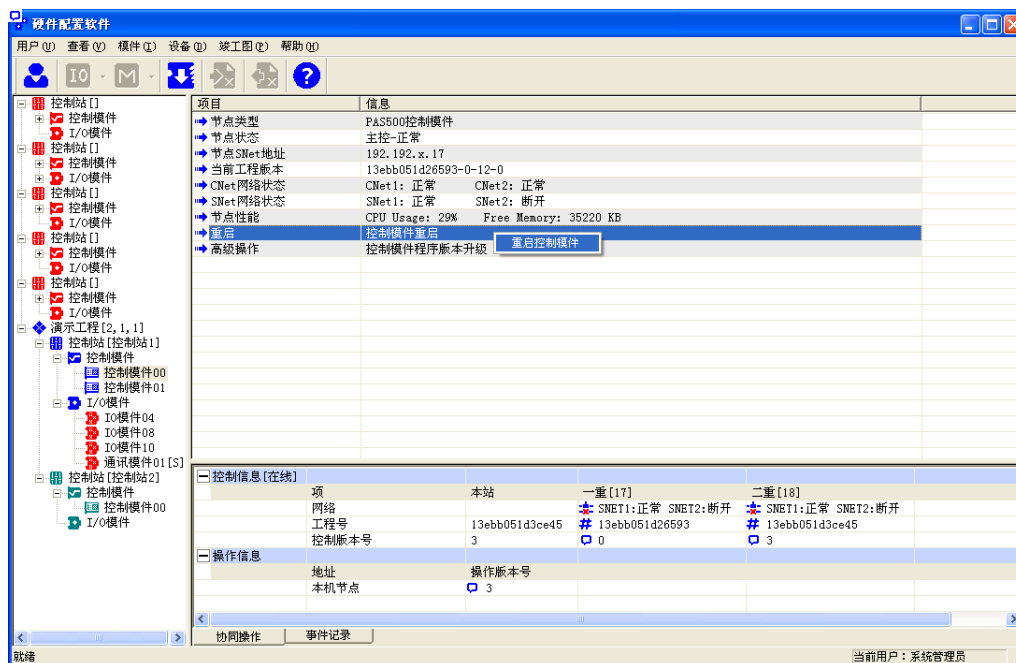 硬件配置软件
用户(U) 查看(V) 模件(I) 设备(D) 竣工图(P) 帮助(H)
IO M ?
控制站[]
控制模件
I/O模件
控制站[]
控制模件
I/O模件
控制站[]
控制模件
I/O模件
控制站[]
控制模件
I/O模件
控制站[]
控制模件
I/O模件
演示工程[2,1,1]
控制站[控制站1]
控制模件
控制模件00
控制模件01
I/O模件
IO模件04
IO模件08
IO模件10
通讯模件01[S]
控制站[控制站2]
控制模件
控制模件00
I/O模件
项目 信息
节点类型 PAS500控制模件
节点状态 主控-正常
节点SNet地址 192.192.x.17
当前工程版本 13ebb051d26593-0-12-0
CNet网络状态 CNet1: 正常 CNet2: 正常
SNet网络状态 SNet1: 正常 SNet2: 断开
节点性能 CPU Usage: 29% Free Memory: 35220 KB
重启 控制模件重启
重启控制模件
高级操作 控制模件程序版本升级
控制信息[在线]
项 本站 一重[17] 二重[18]
网络 SNET1:正常 SNET2:断开 SNET1:正常 SNET2:断开
工程号 13ebb051d3ce45 # 13ebb051d26593 # 13ebb051d3ce45
控制版本号 3 0 3
操作信息
地址 操作版本号
本机节点 3
协同操作 事件记录
就绪 当前用户：系统管理员